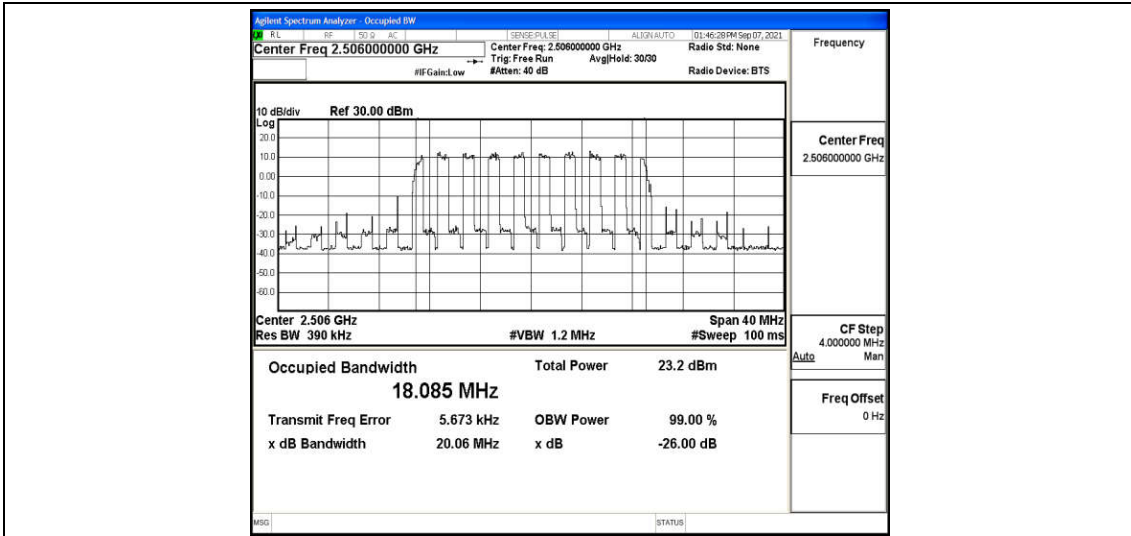 Agilent Spectrum Analyzer - Occupied BW
RL RF 50 Ω AC SENSE:PULSE ALIGNAUTO 01:46:28 PM Sep 07, 2021
Center Freq 2.506000000 GHz
Center Freq: 2.506000000 GHz Radio Std: None
Trig: Free Run Avg|Hold: 30/30
#IFGain:Low #Atten: 40 dB Radio Device: BTS
10 dB/div Ref 30.00 dBm
Log
20.0
10.0
0.00
-10.0
-20.0
-30.0
-40.0
-50.0
-60.0
Center 2.506 GHz Span 40 MHz
Res BW 390 kHz #VBW 1.2 MHz #Sweep 100 ms
Occupied Bandwidth Total Power 23.2 dBm
18.085 MHz
Transmit Freq Error 5.673 kHz OBW Power 99.00 %
x dB Bandwidth 20.06 MHz x dB -26.00 dB
MSG STATUS
Frequency
Center Freq
2.506000000 GHz
CF Step
4.000000 MHz
Auto Man
Freq Offset
0 Hz